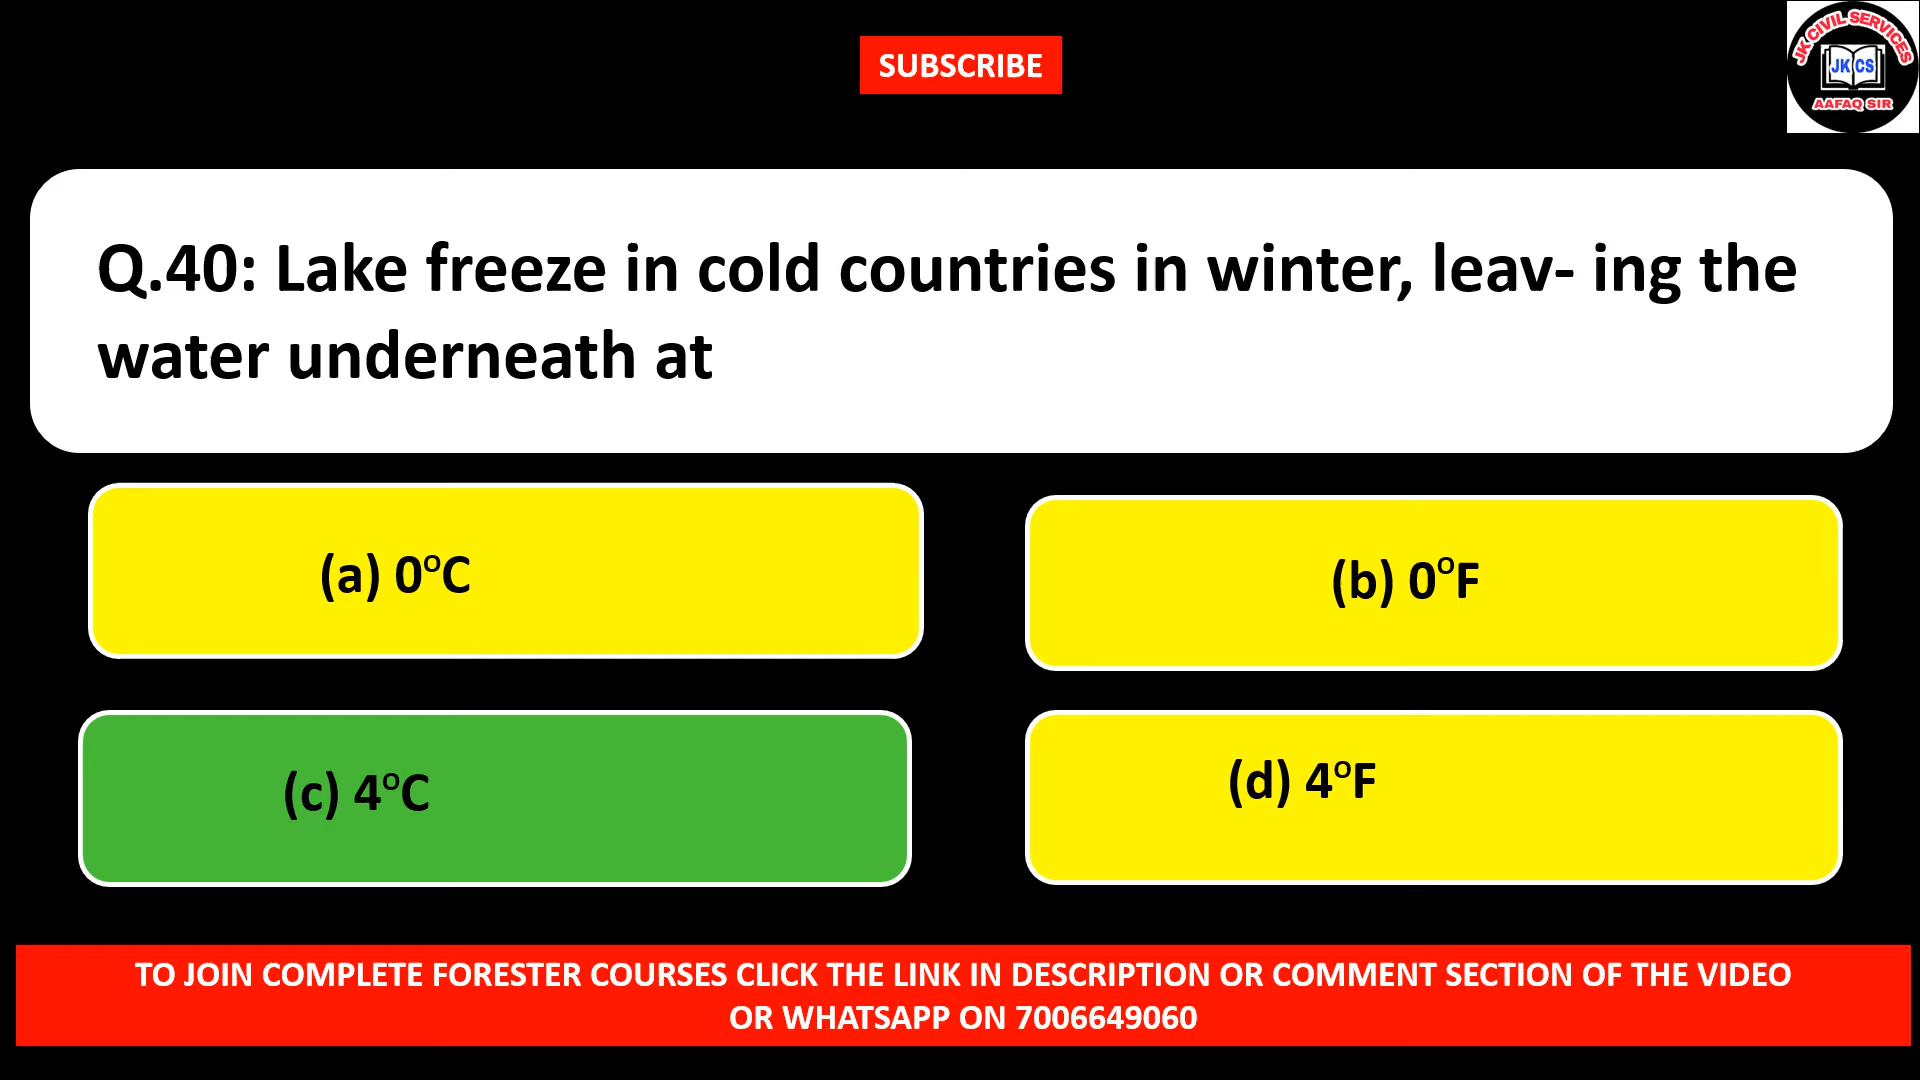 SUBSCRIBE
JK CIVIL SERVICES
JK CS
AAFAQ SIR
Q.40: Lake freeze in cold countries in winter, leav- ing the
water underneath at
(a) 0°C
(b) 0°F
(c) 4°C
(d) 4°F
TO JOIN COMPLETE FORESTER COURSES CLICK THE LINK IN DESCRIPTION OR COMMENT SECTION OF THE VIDEO
OR WHATSAPP ON 7006649060